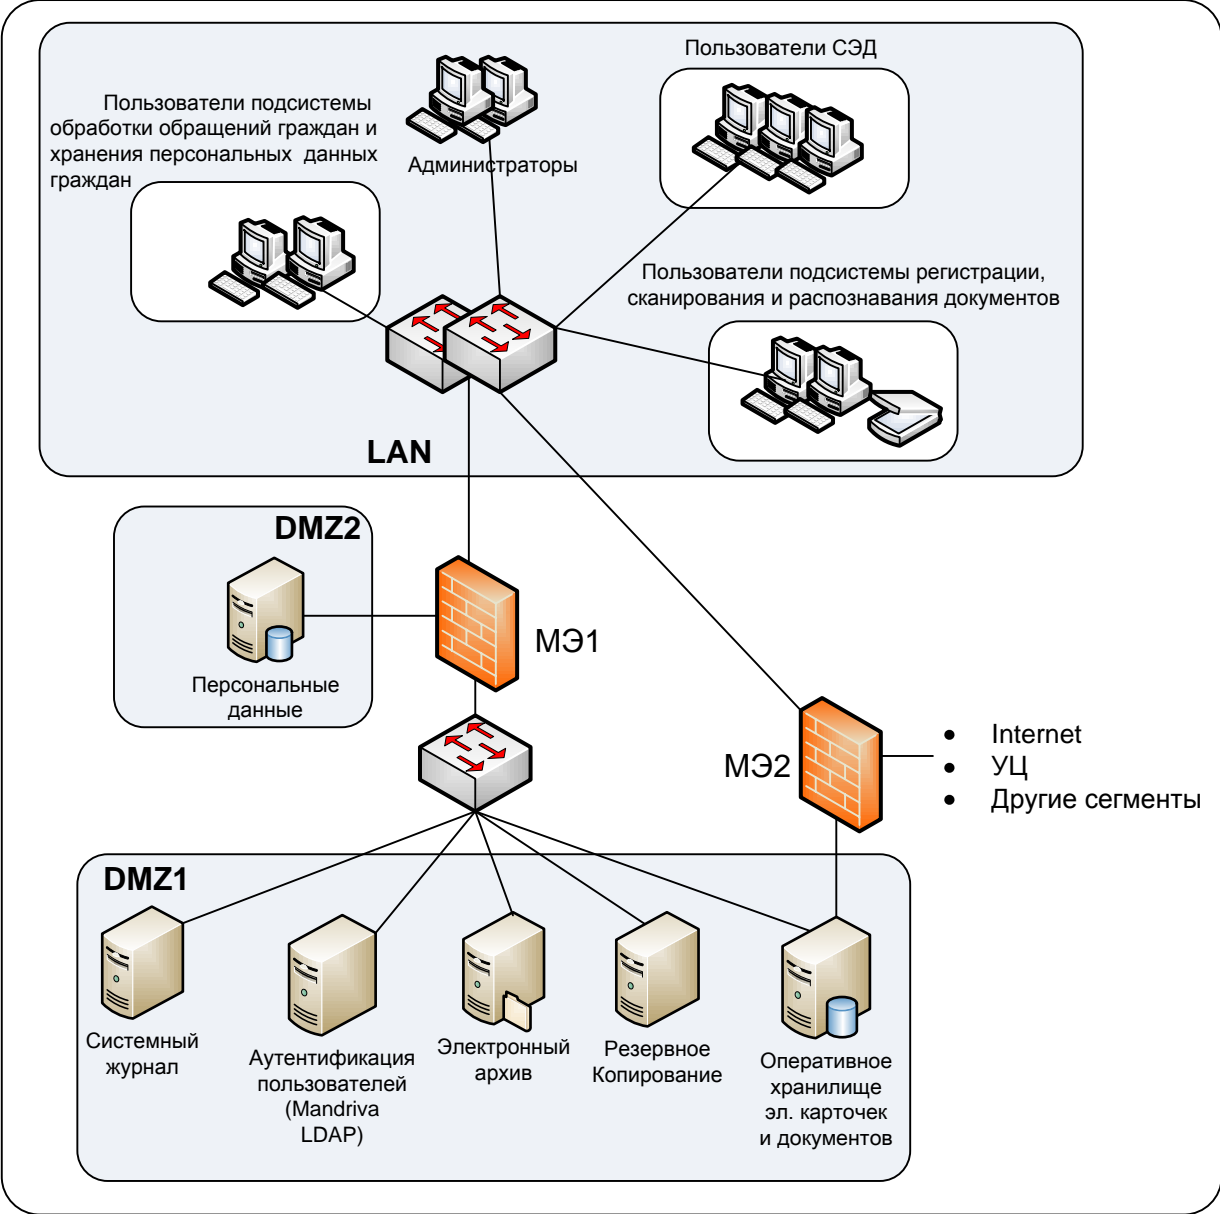 Пользователи СЭД
Пользователи подсистемы
обработки обращений граждан и
хранения персональных данных
граждан
Администраторы
Пользователи подсистемы регистрации,
сканирования и распознавания документов
LAN
DMZ2
Персональные
данные
МЭ1
МЭ2
• Internet
• УЦ
• Другие сегменты
DMZ1
Системный
журнал
Аутентификация
пользователей
(Mandriva
LDAP)
Электронный
архив
Резервное
Копирование
Оперативное
хранилище
эл. карточек
и документов